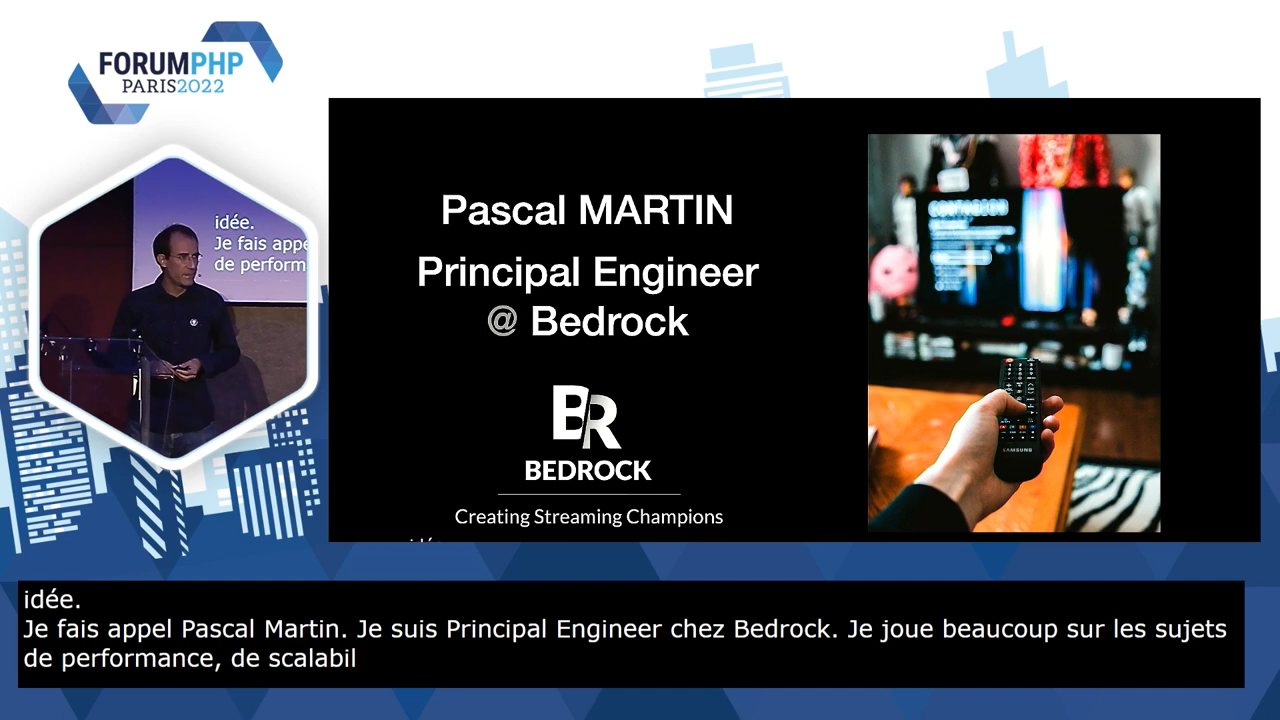 FORUMPHP
PARIS2022
idée.
Je fais appe
de perform
Pascal MARTIN
Principal Engineer
@ Bedrock
BR
BEDROCK
Creating Streaming Champions
SAMSUNG
idée.
Je fais appel Pascal Martin. Je suis Principal Engineer chez Bedrock. Je joue beaucoup sur les sujets
de performance, de scalabil